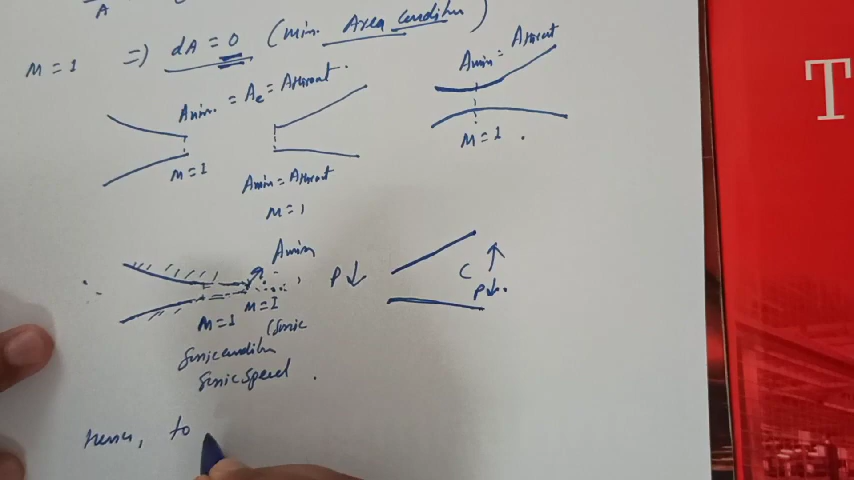 A
M = 1 => dA = 0 (min. Area condition)
Amin. = Ae = Athroat.
Amin = Athroat
M = 1
M = 1.
Amin = Athroat
M = 1
Amin
P↓
C ↑
P↓.
M=1 M=1
(Sonic
Sonic condition
Sonic speed.
hence, to
T